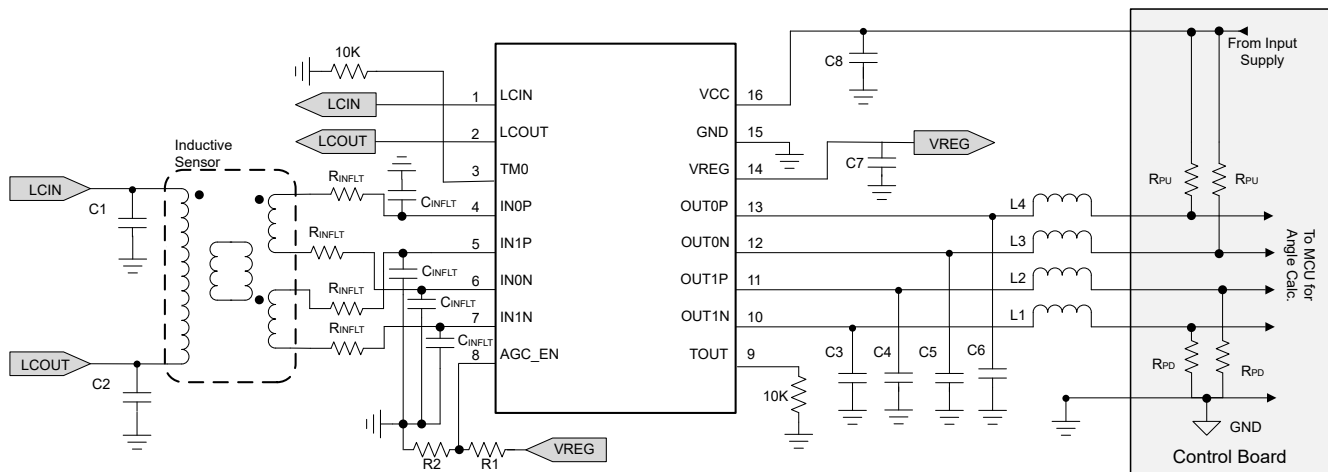 10K
LCIN
LCOUT
Inductive
Sensor
LCIN
C1
LCOUT
C2
RINFLT
CINFLT
RINFLT
RINFLT
CINFLT
RINFLT
CINFLT
CINFLT
R2
R1
VREG
1
2
3
4
5
6
7
8
LCIN
LCOUT
TM0
IN0P
IN1P
IN0N
IN1N
AGC_EN
VCC
GND
VREG
OUT0P
OUT0N
OUT1P
OUT1N
TOUT
16
15
14
13
12
11
10
9
C8
C7
VREG
L4
L3
L2
L1
C3
C4
C5
C6
10K
From Input
Supply
RPU
RPU
To MCU for
Angle Calc.
RPD
RPD
GND
Control Board